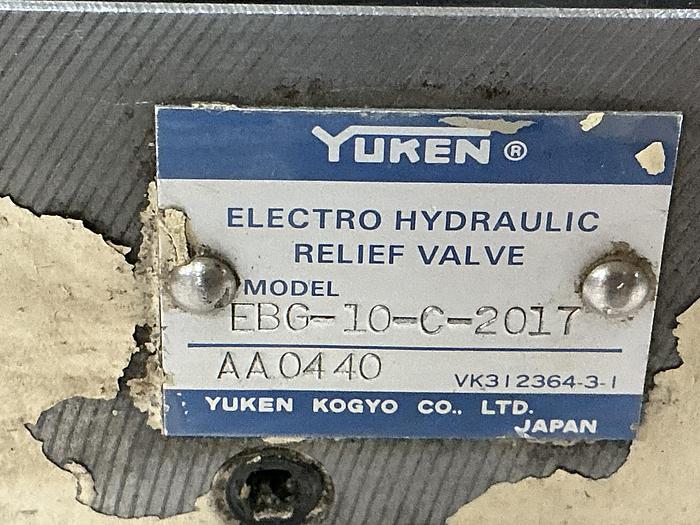 YUKEN ®
ELECTRO HYDRAULIC
RELIEF VALVE
MODEL
EBG-10-C-2017
AA0440
VK312364-3-1
YUKEN KOGYO CO., LTD.
JAPAN